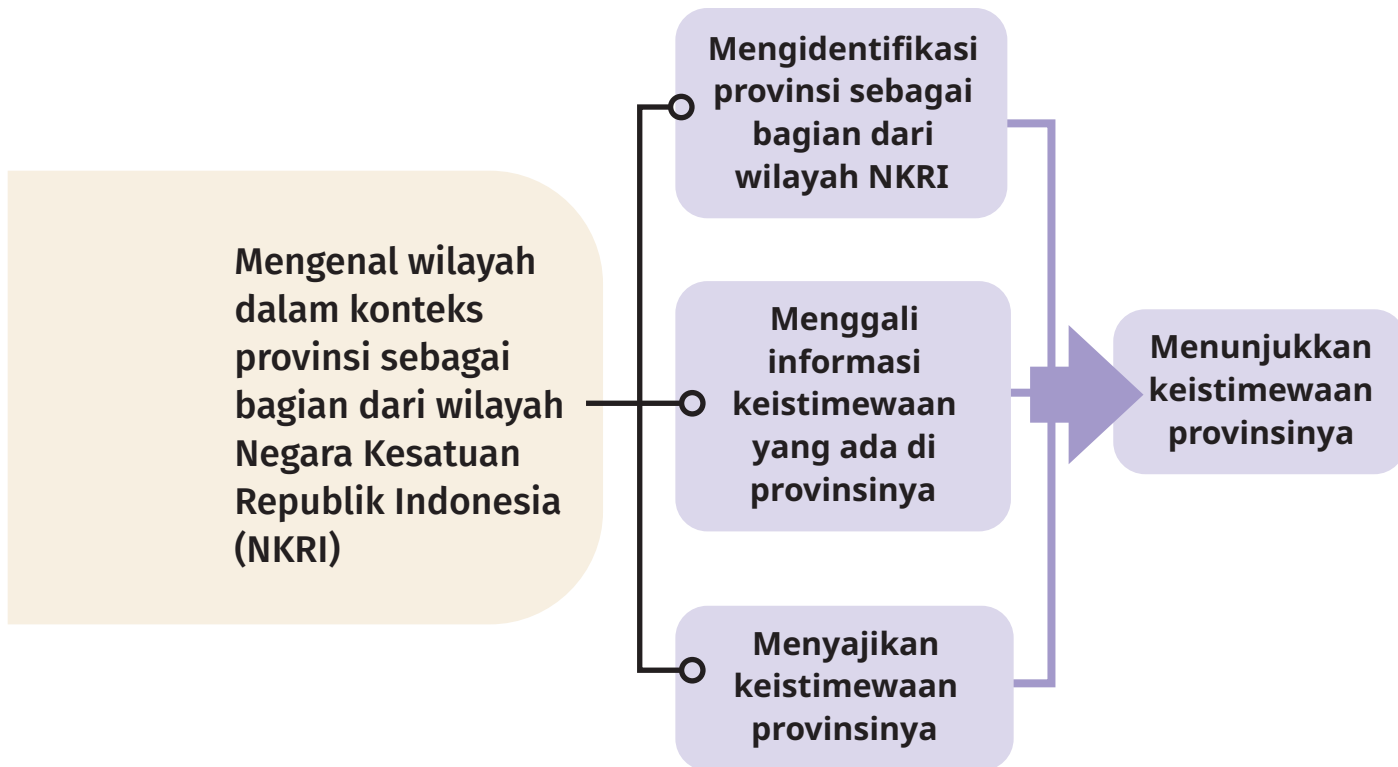 Mengenal wilayah
dalam konteks
provinsi sebagai
bagian dari wilayah
Negara Kesatuan
Republik Indonesia
(NKRI)
Mengidentifikasi
provinsi sebagai
bagian dari
wilayah NKRI
Menggali
informasi
keistimewaan
yang ada di
provinsinya
Menyajikan
keistimewaan
provinsinya
Menunjukkan
keistimewaan
provinsinya